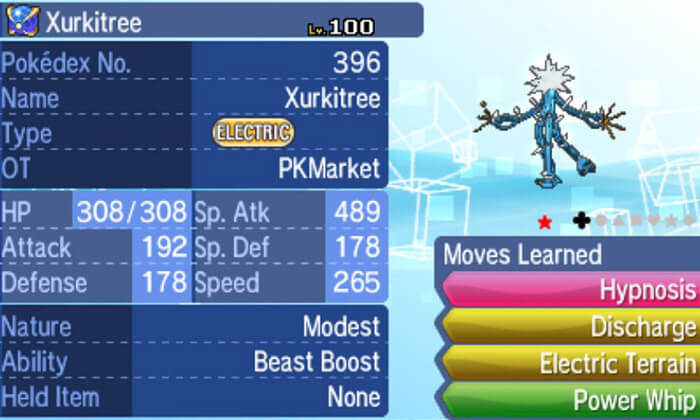 Xurkitree Lv.100
Pokédex No. 396
Name Xurkitree
Type ELECTRIC
OT PKMarket
HP 308/308 Sp. Atk 489
Attack 192 Sp. Def 178
Defense 178 Speed 265
Nature Modest
Ability Beast Boost
Held Item None
Moves Learned
Hypnosis
Discharge
Electric Terrain
Power Whip